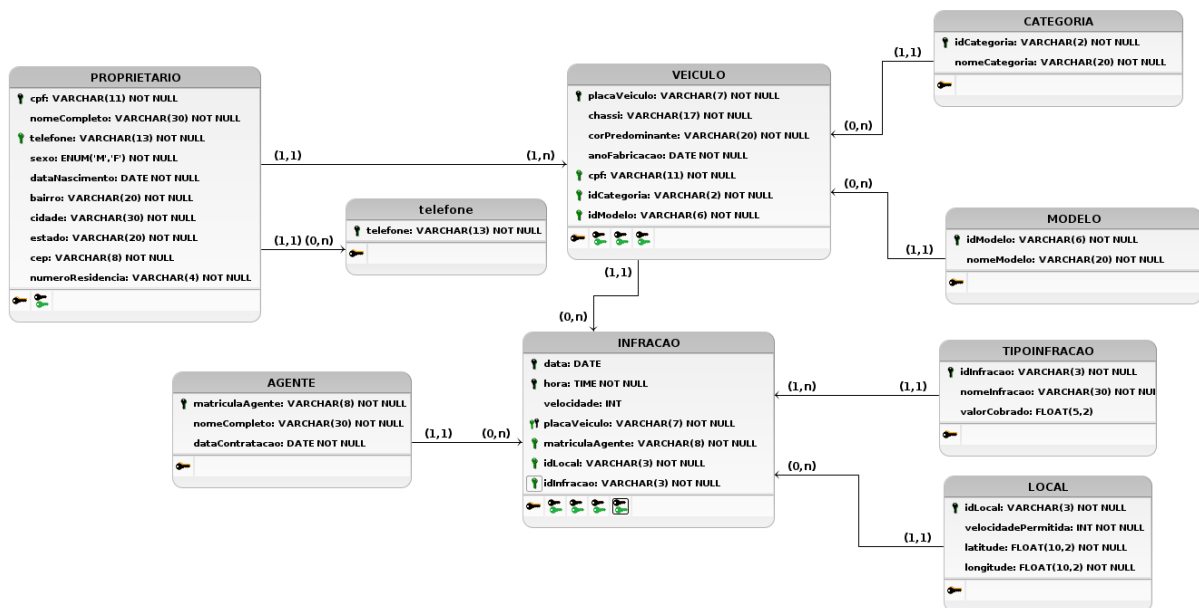 PROPRIETARIO
cpf: VARCHAR(11) NOT NULL
nomeCompleto: VARCHAR(30) NOT NULL
telefone: VARCHAR(13) NOT NULL
sexo: ENUM('M','F') NOT NULL
dataNascimento: DATE NOT NULL
bairro: VARCHAR(20) NOT NULL
cidade: VARCHAR(30) NOT NULL
estado: VARCHAR(20) NOT NULL
cep: VARCHAR(8) NOT NULL
numeroResidencia: VARCHAR(4) NOT NULL
(1,1)
(1,n)
(1,1) (0,n)
telefone
telefone: VARCHAR(13) NOT NULL
VEICULO
placaVeiculo: VARCHAR(7) NOT NULL
chassi: VARCHAR(17) NOT NULL
corPredominante: VARCHAR(20) NOT NULL
anoFabricacao: DATE NOT NULL
cpf: VARCHAR(11) NOT NULL
idCategoria: VARCHAR(2) NOT NULL
idModelo: VARCHAR(6) NOT NULL
(1,1)
(0,n)
CATEGORIA
idCategoria: VARCHAR(2) NOT NULL
nomeCategoria: VARCHAR(20) NOT NULL
(0,n)
(1,1)
MODELO
idModelo: VARCHAR(6) NOT NULL
nomeModelo: VARCHAR(20) NOT NULL
(1,1)
(0,n)
INFRACAO
data: DATE
hora: TIME NOT NULL
velocidade: INT
placaVeiculo: VARCHAR(7) NOT NULL
matriculaAgente: VARCHAR(8) NOT NULL
idLocal: VARCHAR(3) NOT NULL
idInfracao: VARCHAR(3) NOT NULL
AGENTE
matriculaAgente: VARCHAR(8) NOT NULL
nomeCompleto: VARCHAR(30) NOT NULL
dataContratacao: DATE NOT NULL
(1,1)
(0,n)
(1,n)
(1,1)
TIPOINFRACAO
idInfracao: VARCHAR(3) NOT NULL
nomeInfracao: VARCHAR(30) NOT NUI
valorCobrado: FLOAT(5,2)
(0,n)
(1,1)
LOCAL
idLocal: VARCHAR(3) NOT NULL
velocidadePermitida: INT NOT NULL
latitude: FLOAT(10,2) NOT NULL
longitude: FLOAT(10,2) NOT NULL